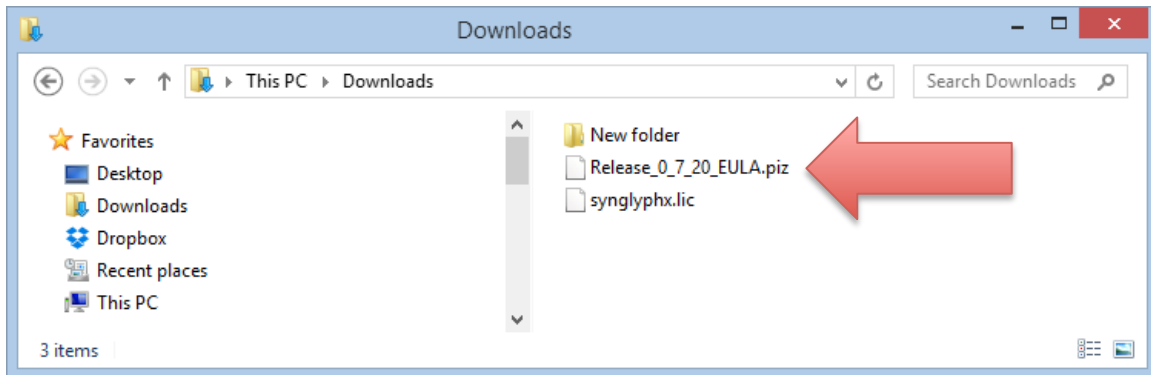 Downloads
This PC Downloads
Search Downloads
Favorites
Desktop
Downloads
Dropbox
Recent places
This PC
New folder
Release_0_7_20_EULA.piz
synglyphx.lic
3 items